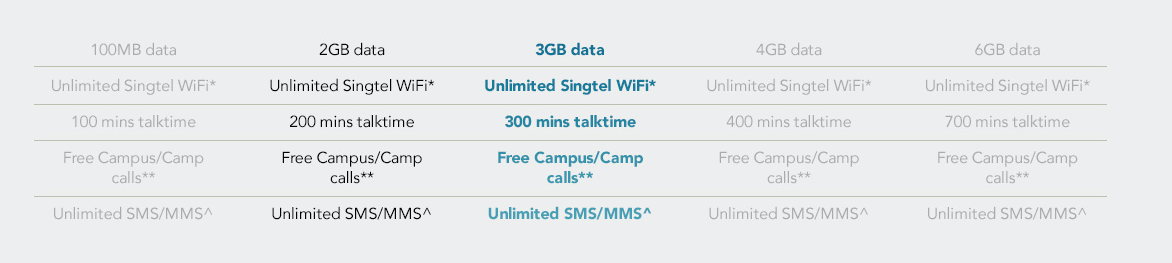 100MB data 2GB data 3GB data 4GB data 6GB data
Unlimited Singtel WiFi* Unlimited Singtel WiFi* Unlimited Singtel WiFi* Unlimited Singtel WiFi* Unlimited Singtel WiFi*
100 mins talktime 200 mins talktime 300 mins talktime 400 mins talktime 700 mins talktime
Free Campus/Camp Free Campus/Camp Free Campus/Camp Free Campus/Camp Free Campus/Camp
calls** calls** calls** calls** calls**
Unlimited SMS/MMS^ Unlimited SMS/MMS^ Unlimited SMS/MMS^ Unlimited SMS/MMS^ Unlimited SMS/MMS^